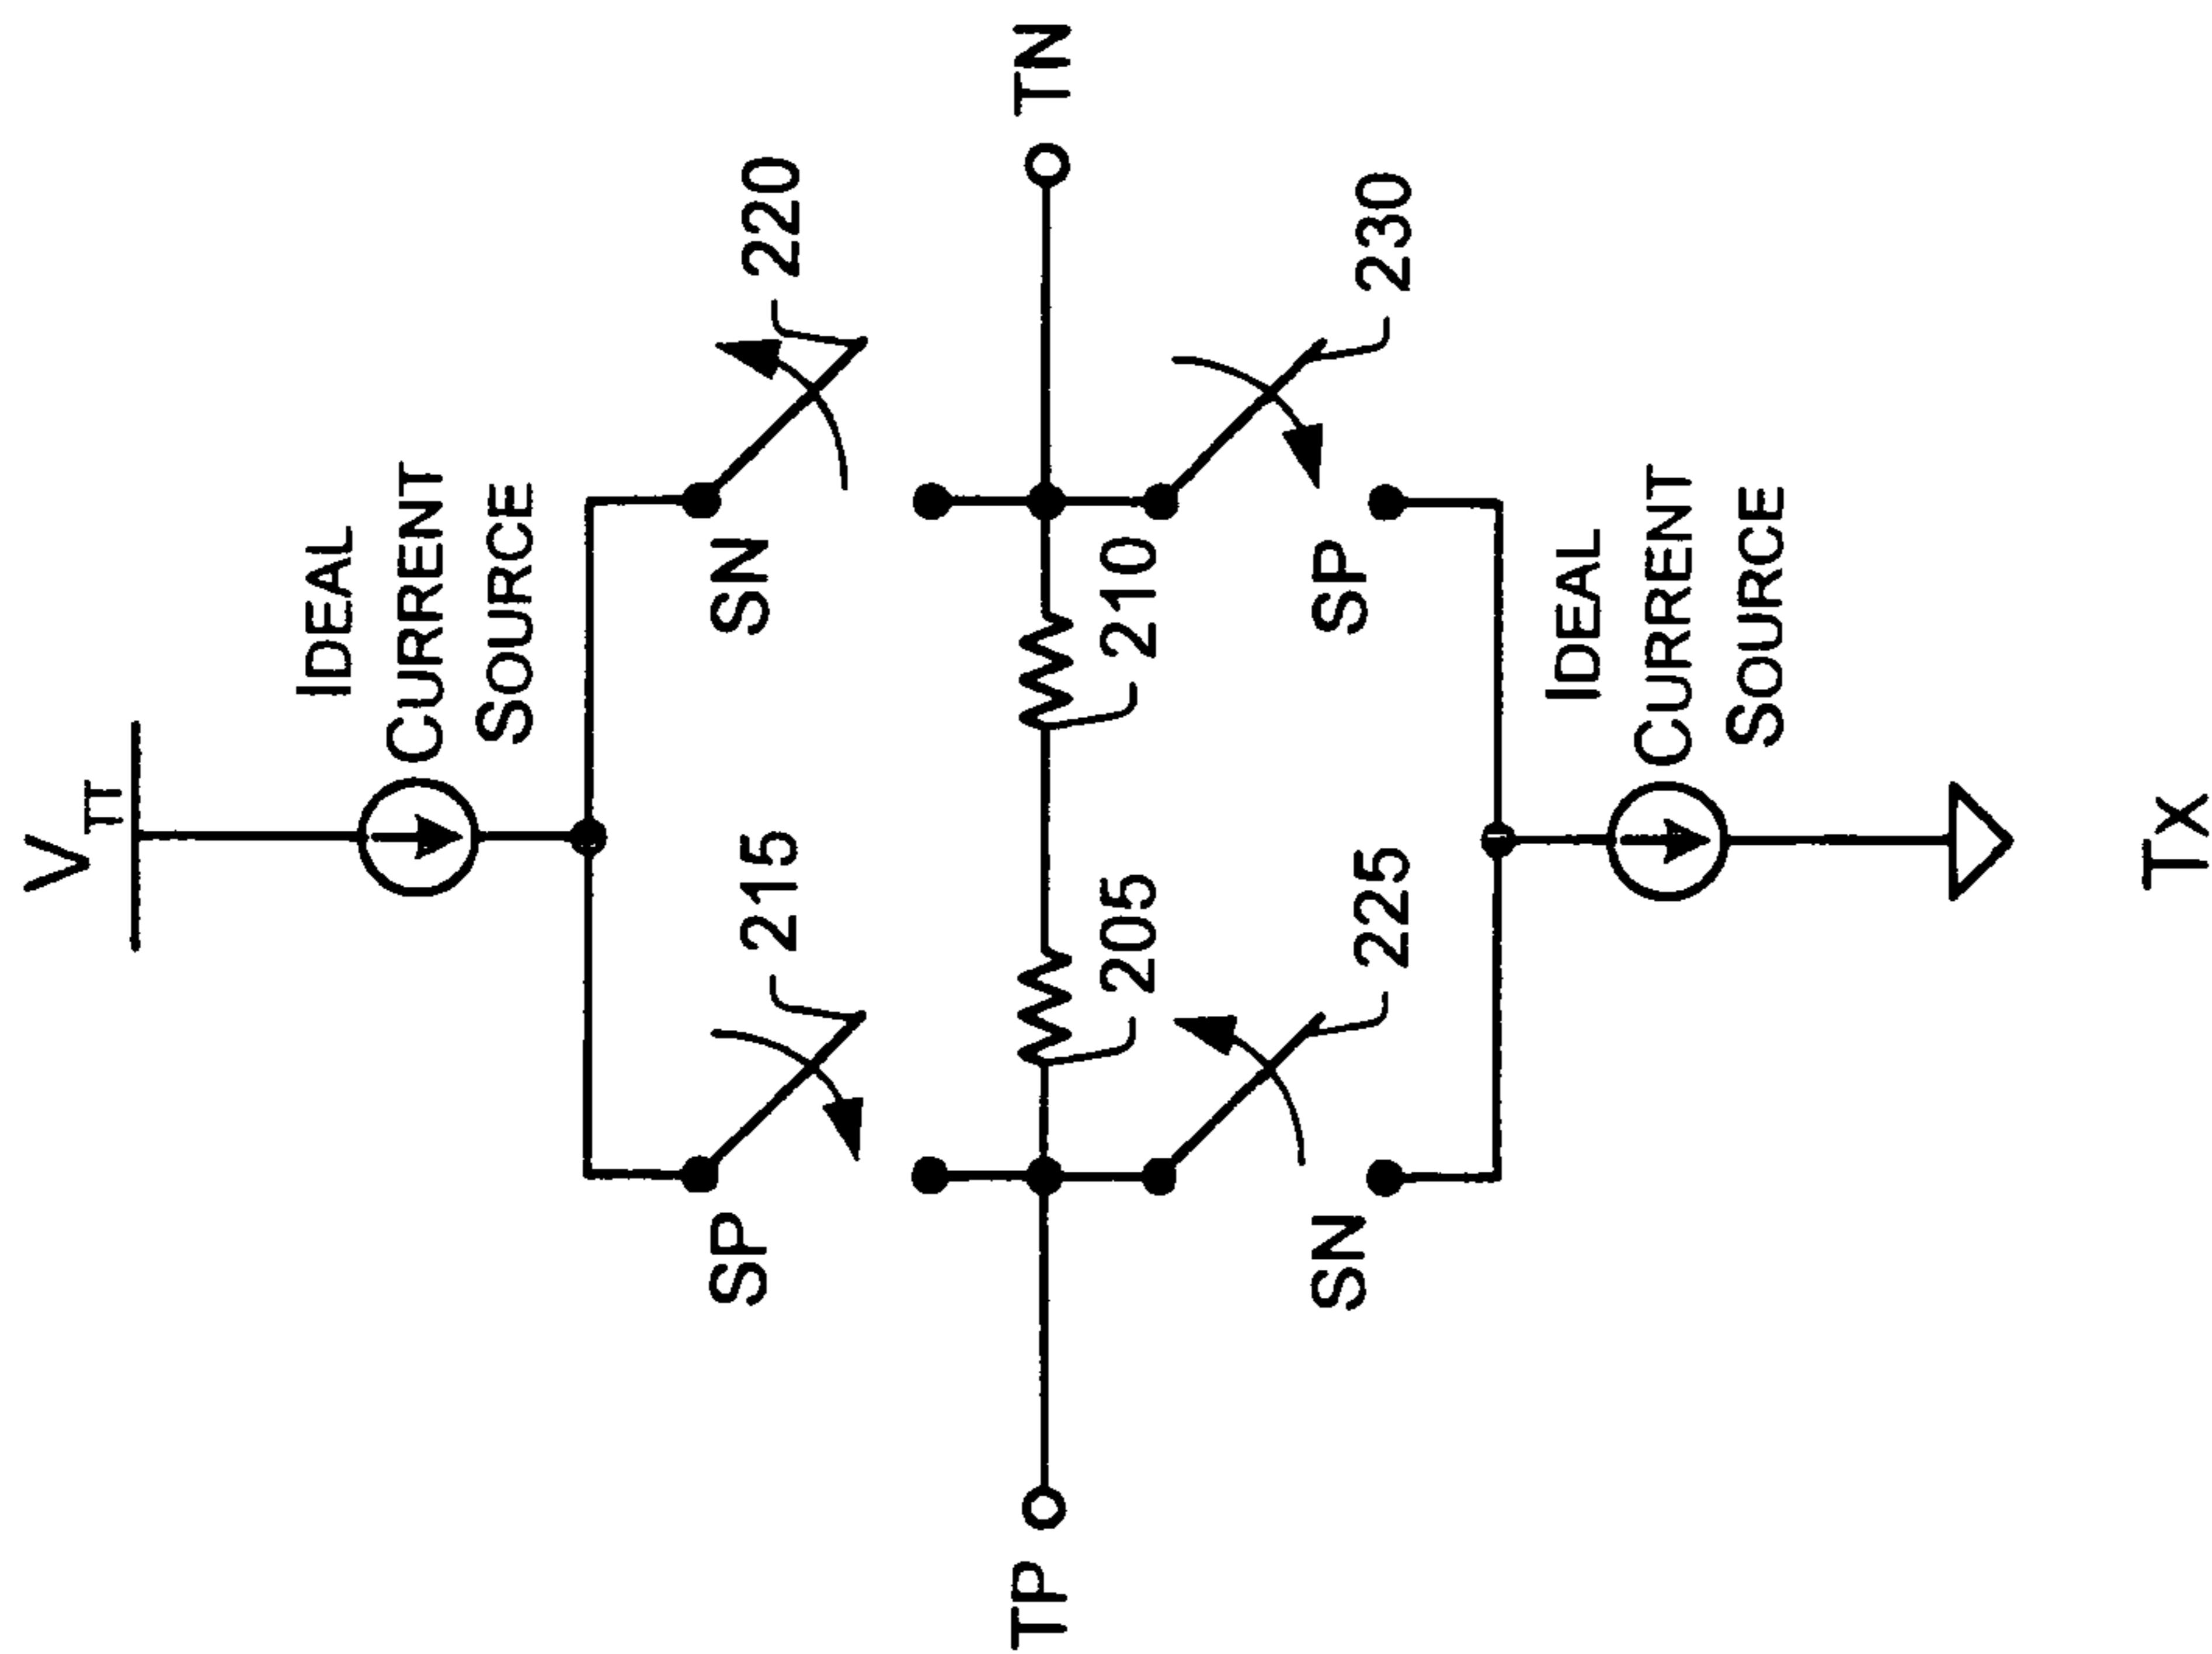 V TT
IDEAL
CURRENT
SOURCE
215
220
SP
SN
TP
TN
205
210
225
230
SN
SP
IDEAL
CURRENT
SOURCE
TX